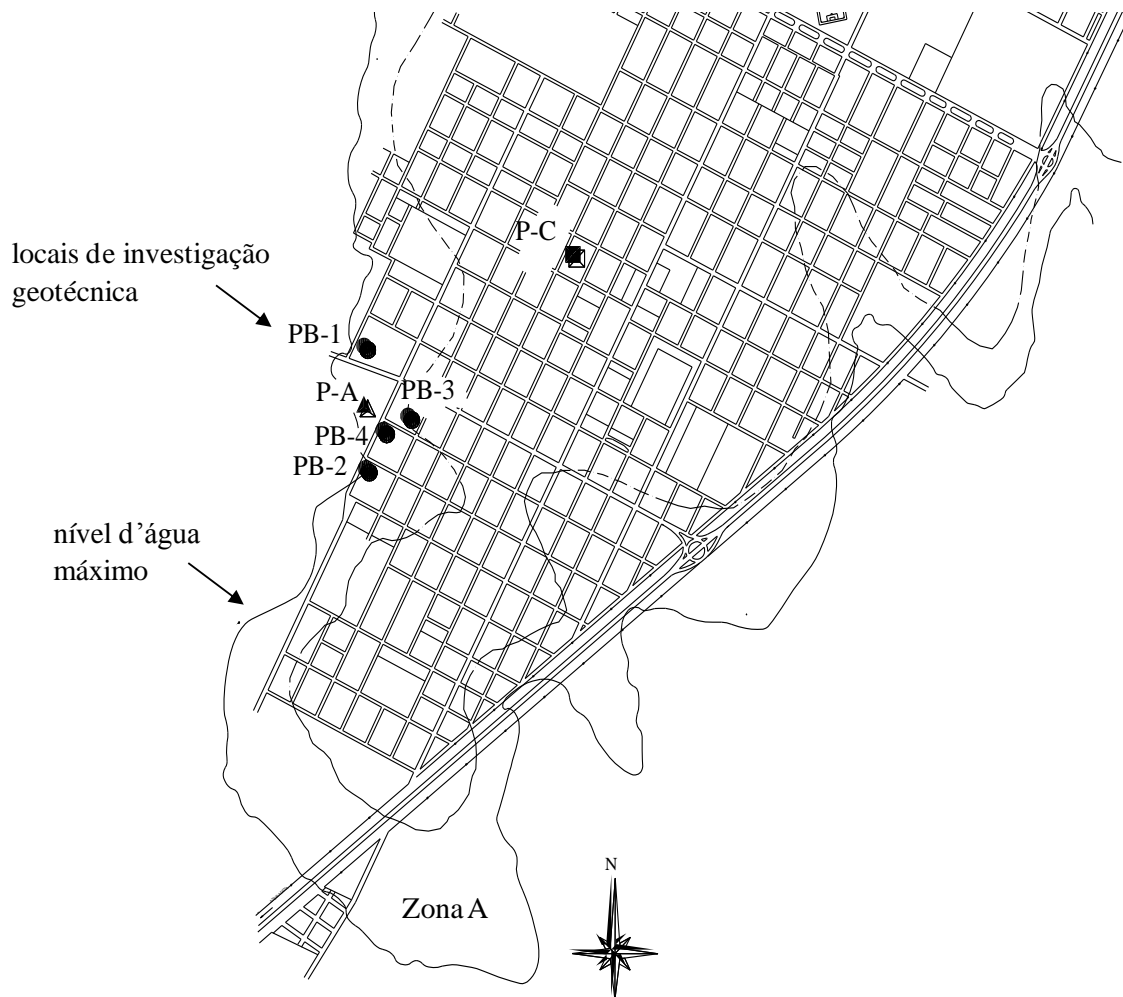 P-C
locais de investigação
geotécnica
PB-1
P-A
PB-3
PB-4
PB-2
nível d'água
máximo
N
Zona A